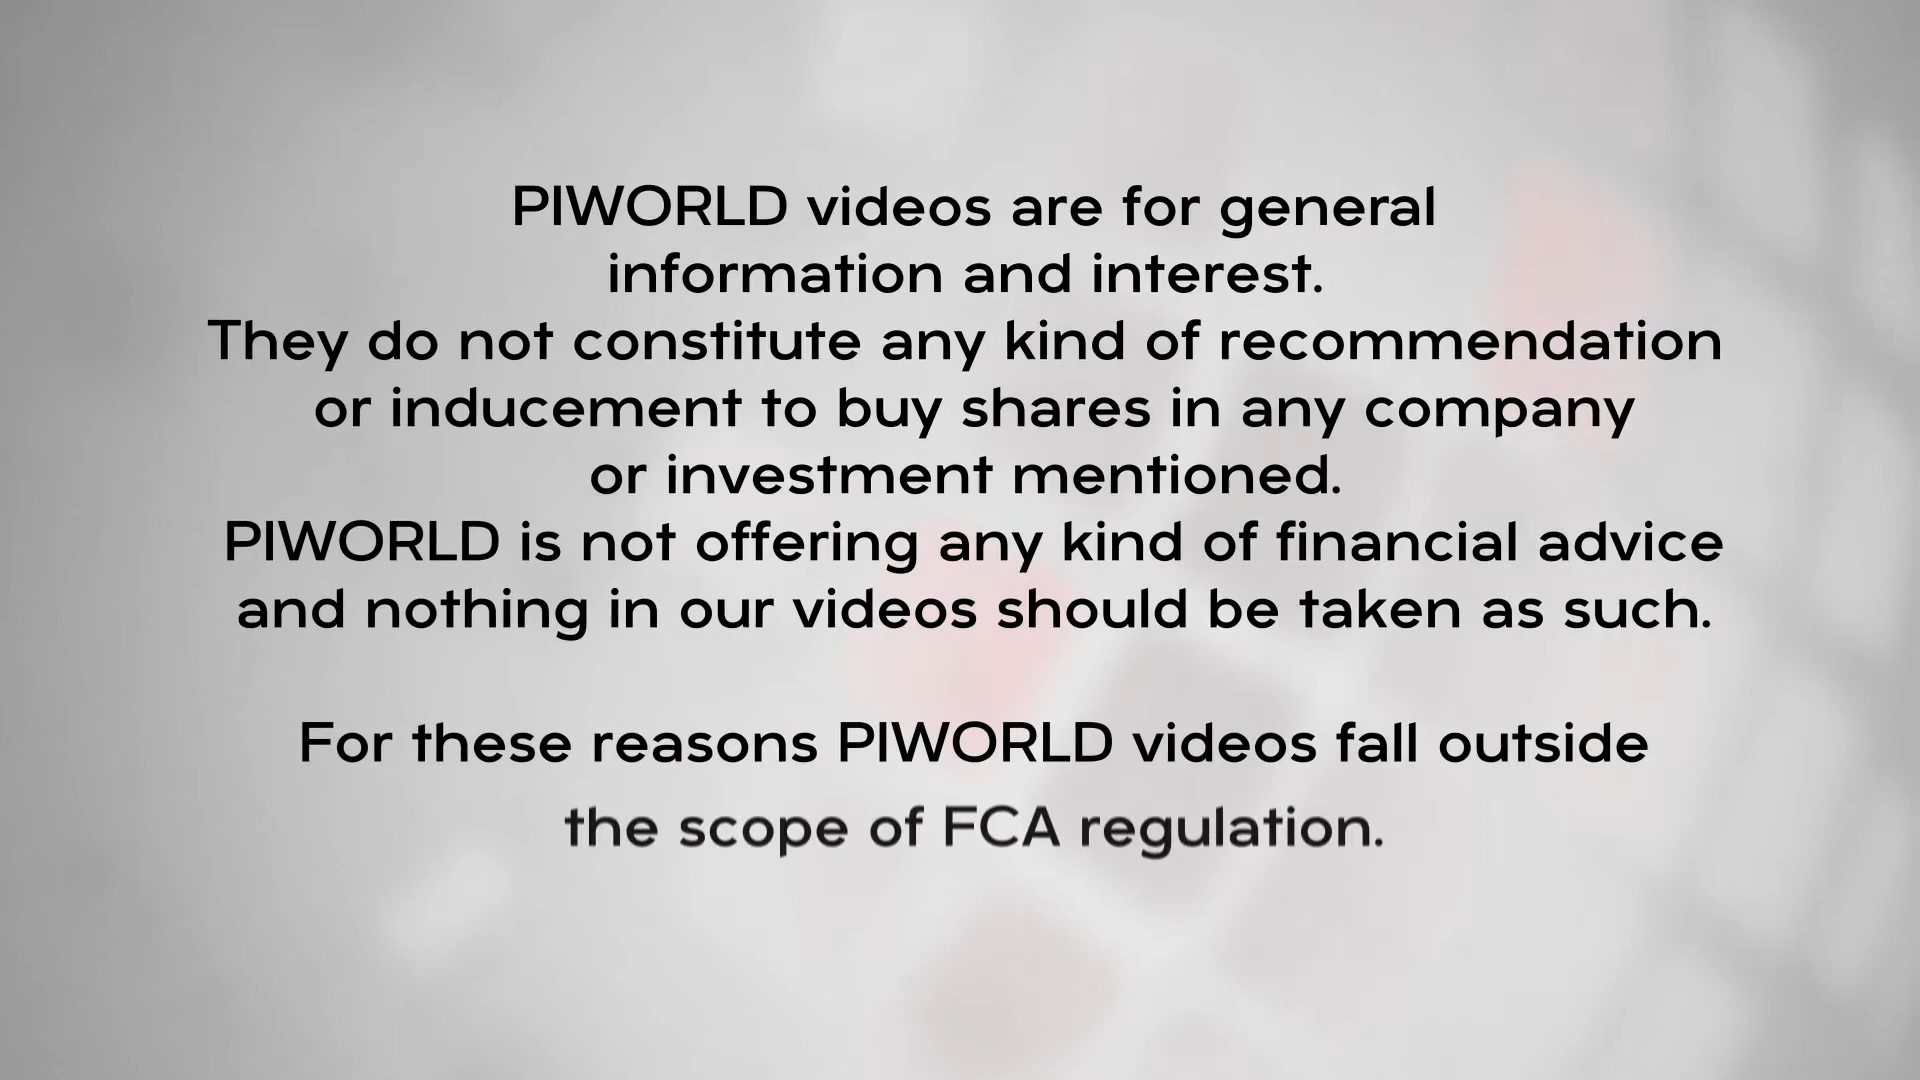 PIWORLD videos are for general
information and interest.
They do not constitute any kind of recommendation
or inducement to buy shares in any company
or investment mentioned.
PIWORLD is not offering any kind of financial advice
and nothing in our videos should be taken as such.
For these reasons PIWORLD videos fall outside
the scope of FCA regulation.